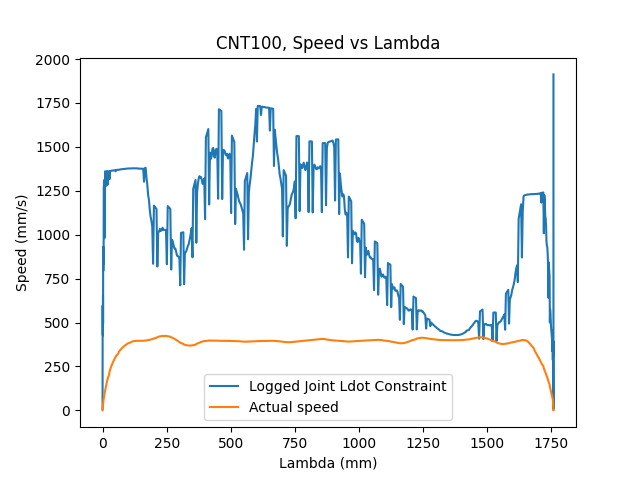 CNT100, Speed vs Lambda
2000
1750
1500
1250
1000
750
500
250
0
Speed (mm/s)
Logged Joint Ldot Constraint
Actual speed
0 250 500 750 1000 1250 1500 1750
Lambda (mm)